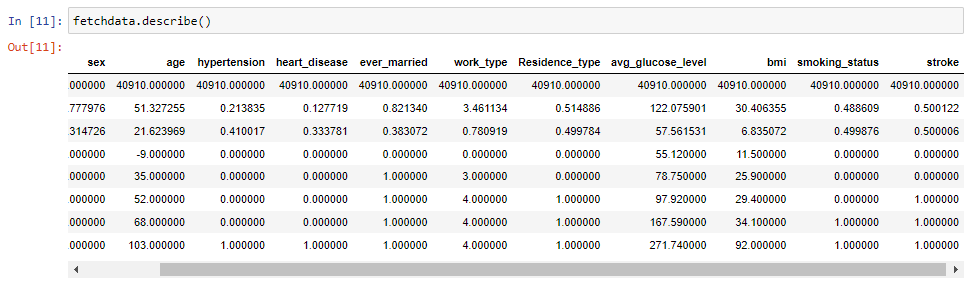 In [11]: fetchdata.describe()
Out[11]:
sex age hypertension heart_disease ever_married work_type Residence_type avg_glucose_level bmi smoking_status stroke
.000000 40910.000000 40910.000000 40910.000000 40910.000000 40910.000000 40910.000000 40910.000000 40910.000000 40910.000000 40910.000000
.777976 51.327255 0.213835 0.127719 0.821340 3.461134 0.514886 122.075901 30.406355 0.488609 0.500122
.314726 21.623969 0.410017 0.333781 0.383072 0.780919 0.499784 57.561531 6.835072 0.499876 0.500006
.000000 -9.000000 0.000000 0.000000 0.000000 0.000000 0.000000 55.120000 11.500000 0.000000 0.000000
.000000 35.000000 0.000000 0.000000 1.000000 3.000000 0.000000 78.750000 25.900000 0.000000 0.000000
.000000 52.000000 0.000000 0.000000 1.000000 4.000000 1.000000 97.920000 29.400000 0.000000 1.000000
.000000 68.000000 0.000000 0.000000 1.000000 4.000000 1.000000 167.590000 34.100000 1.000000 1.000000
.000000 103.000000 1.000000 1.000000 1.000000 4.000000 1.000000 271.740000 92.000000 1.000000 1.000000